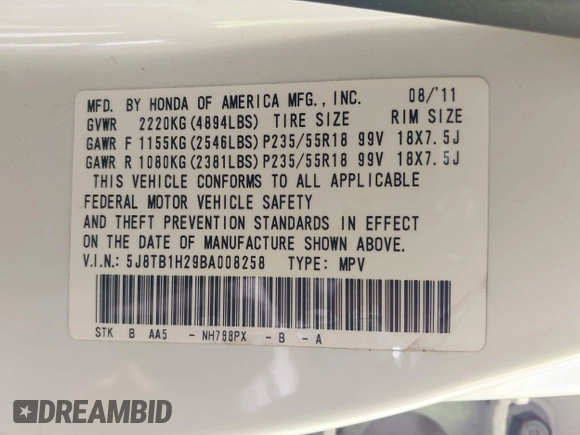 MFD. BY HONDA OF AMERICA MFG., INC. 08/'11
GVWR 2220KG(4894LBS) TIRE SIZE RIM SIZE
GAWR F 1155KG(2546LBS) P235/55R18 99V 18X7.5J
GAWR R 1080KG(2381LBS) P235/55R18 99V 18X7.5J
THIS VEHICLE CONFORMS TO ALL APPLICABLE
FEDERAL MOTOR VEHICLE SAFETY
AND THEFT PREVENTION STANDARDS IN EFFECT
ON THE DATE OF MANUFACTURE SHOWN ABOVE.
V.I.N.: 5J8TB1H29BA008258 TYPE: MPV
STK B AA5 - NH788PX - B - A
DREAMBID